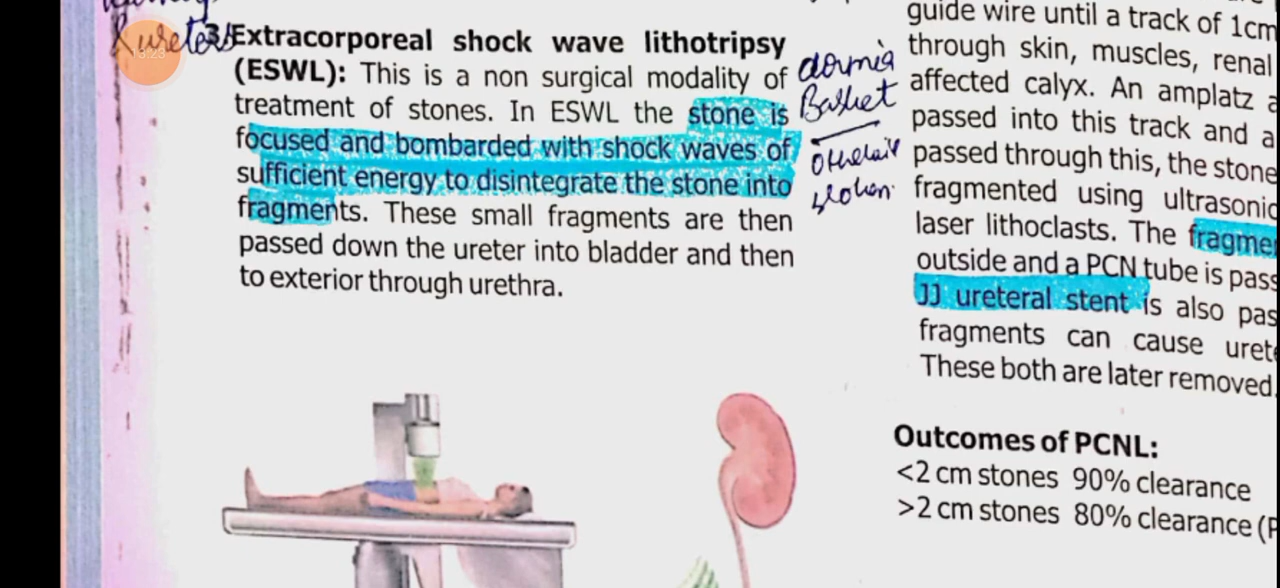 & ureters
3. Extracorporeal shock wave lithotripsy
(ESWL): This is a non surgical modality of
treatment of stones. In ESWL the stone is
focused and bombarded with shock waves of
sufficient energy to disintegrate the stone into
fragments. These small fragments are then
passed down the ureter into bladder and then
to exterior through urethra.
dormia
Basket
guide wire until a track of 1cm
through skin, muscles, renal
affected calyx. An amplatz a
passed into this track and a
passed through this, the stone
fragmented using ultrasonic
laser lithoclasts. The fragme
outside and a PCN tube is pass
JJ ureteral stent is also pas
fragments can cause uret
These both are later removed.
Outcomes of PCNL:
<2 cm stones 90% clearance
>2 cm stones 80% clearance (